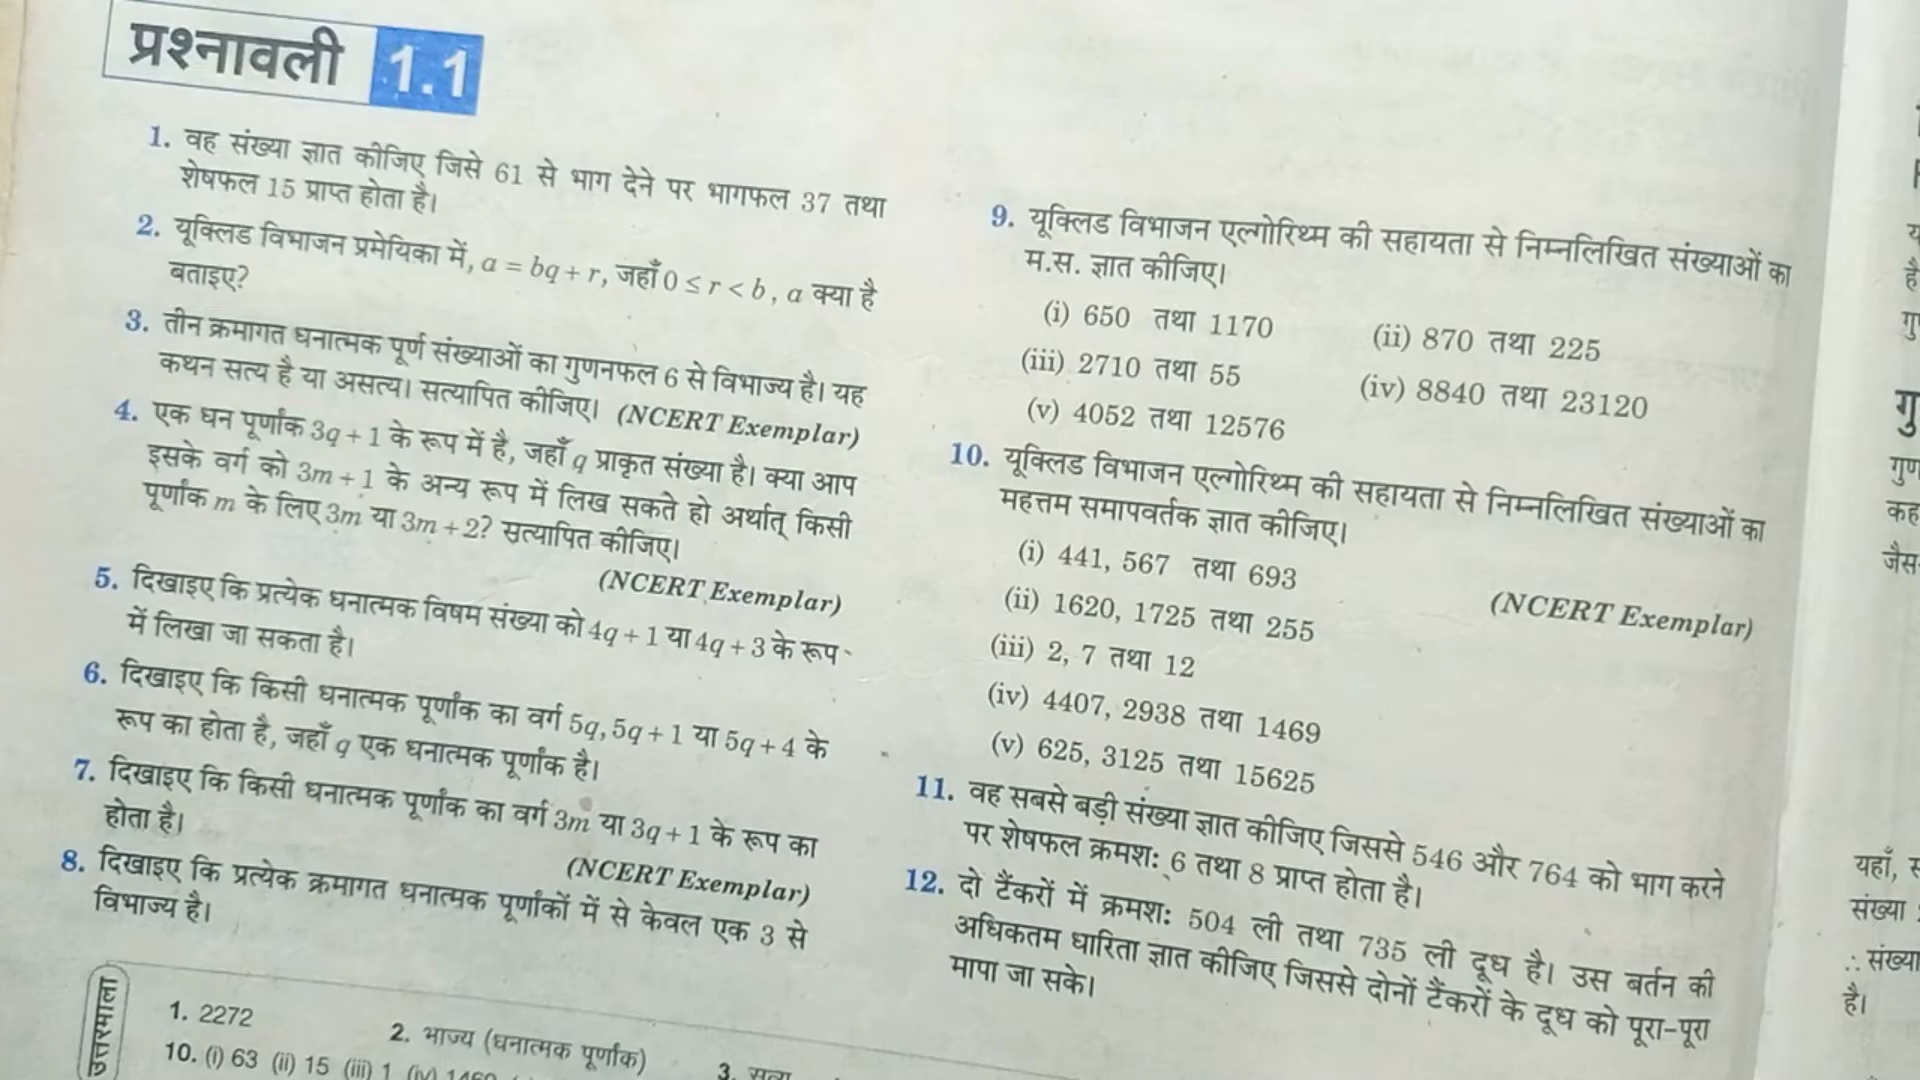 प्रश्नावली 1.1
1. वह संख्या ज्ञात कीजिए जिसे 61 से भाग देने पर भागफल 37 तथा
शेषफल 15 प्राप्त होता है।
2. यूक्लिड विभाजन प्रमेयिका में, a = bq + r, जहाँ 0 ≤ r < b, a क्या है
बताइए?
3. तीन क्रमागत धनात्मक पूर्ण संख्याओं का गुणनफल 6 से विभाज्य है। यह
कथन सत्य है या असत्य। सत्यापित कीजिए। (NCERT Exemplar)
4. एक धन पूर्णांक 3q + 1 के रूप में है, जहाँ q प्राकृत संख्या है। क्या आप
इसके वर्ग को 3m + 1 के अन्य रूप में लिख सकते हो अर्थात् किसी
पूर्णांक m के लिए 3m या 3m + 2? सत्यापित कीजिए।
(NCERT Exemplar)
5. दिखाइए कि प्रत्येक धनात्मक विषम संख्या को 4q + 1 या 4q + 3 के रूप
में लिखा जा सकता है।
6. दिखाइए कि किसी धनात्मक पूर्णांक का वर्ग 5q, 5q + 1 या 5q + 4 के
रूप का होता है, जहाँ q एक धनात्मक पूर्णांक है।
7. दिखाइए कि किसी धनात्मक पूर्णांक का वर्ग 3m या 3q + 1 के रूप का
होता है।
(NCERT Exemplar)
8. दिखाइए कि प्रत्येक क्रमागत धनात्मक पूर्णांकों में से केवल एक 3 से
विभाज्य है।
9. यूक्लिड विभाजन एल्गोरिथ्म की सहायता से निम्नलिखित संख्याओं का
म.स. ज्ञात कीजिए।
(i) 650 तथा 1170 (ii) 870 तथा 225
(iii) 2710 तथा 55 (iv) 8840 तथा 23120
(v) 4052 तथा 12576
10. यूक्लिड विभाजन एल्गोरिथ्म की सहायता से निम्नलिखित संख्याओं का
महत्तम समापवर्तक ज्ञात कीजिए।
(i) 441, 567 तथा 693 (NCERT Exemplar)
(ii) 1620, 1725 तथा 255
(iii) 2, 7 तथा 12
(iv) 4407, 2938 तथा 1469
(v) 625, 3125 तथा 15625
11. वह सबसे बड़ी संख्या ज्ञात कीजिए जिससे 546 और 764 को भाग करने
पर शेषफल क्रमशः 6 तथा 8 प्राप्त होता है।
12. दो टैंकरों में क्रमशः 504 ली तथा 735 ली दूध है। उस बर्तन की
अधिकतम धारिता ज्ञात कीजिए जिससे दोनों टैंकरों के दूध को पूरा-पूरा
मापा जा सके।
उत्तरमाला
1. 2272 2. भाज्य (धनात्मक पूर्णांक) 3. सत्य
10. (i) 63 (ii) 15 (iii) 1 (iv) 1469
गु
गुण
कह
जैस
यहाँ,
संख्या
∴ संख्या
है।